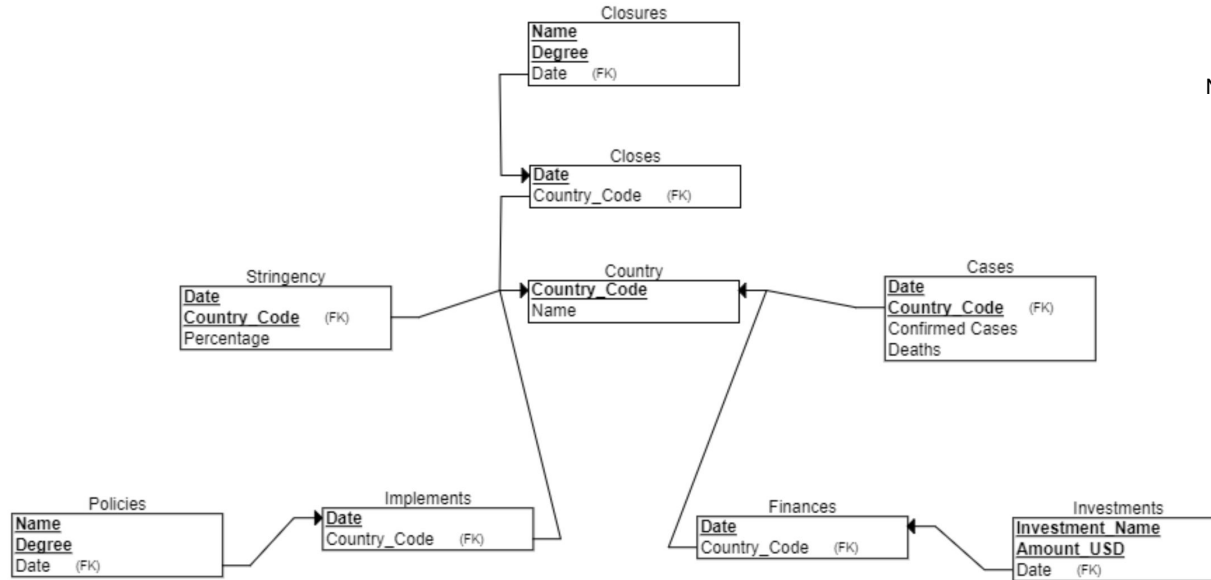 Closures
Name
Degree
Date (FK)
N
Closes
Date
Country_Code (FK)
Stringency
Date
Country_Code (FK)
Percentage
Country
Country_Code
Name
Cases
Date
Country_Code (FK)
Confirmed Cases
Deaths
Policies
Name
Degree
Date (FK)
Implements
Date
Country_Code (FK)
Finances
Date
Country_Code (FK)
Investments
Investment_Name
Amount_USD
Date (FK)